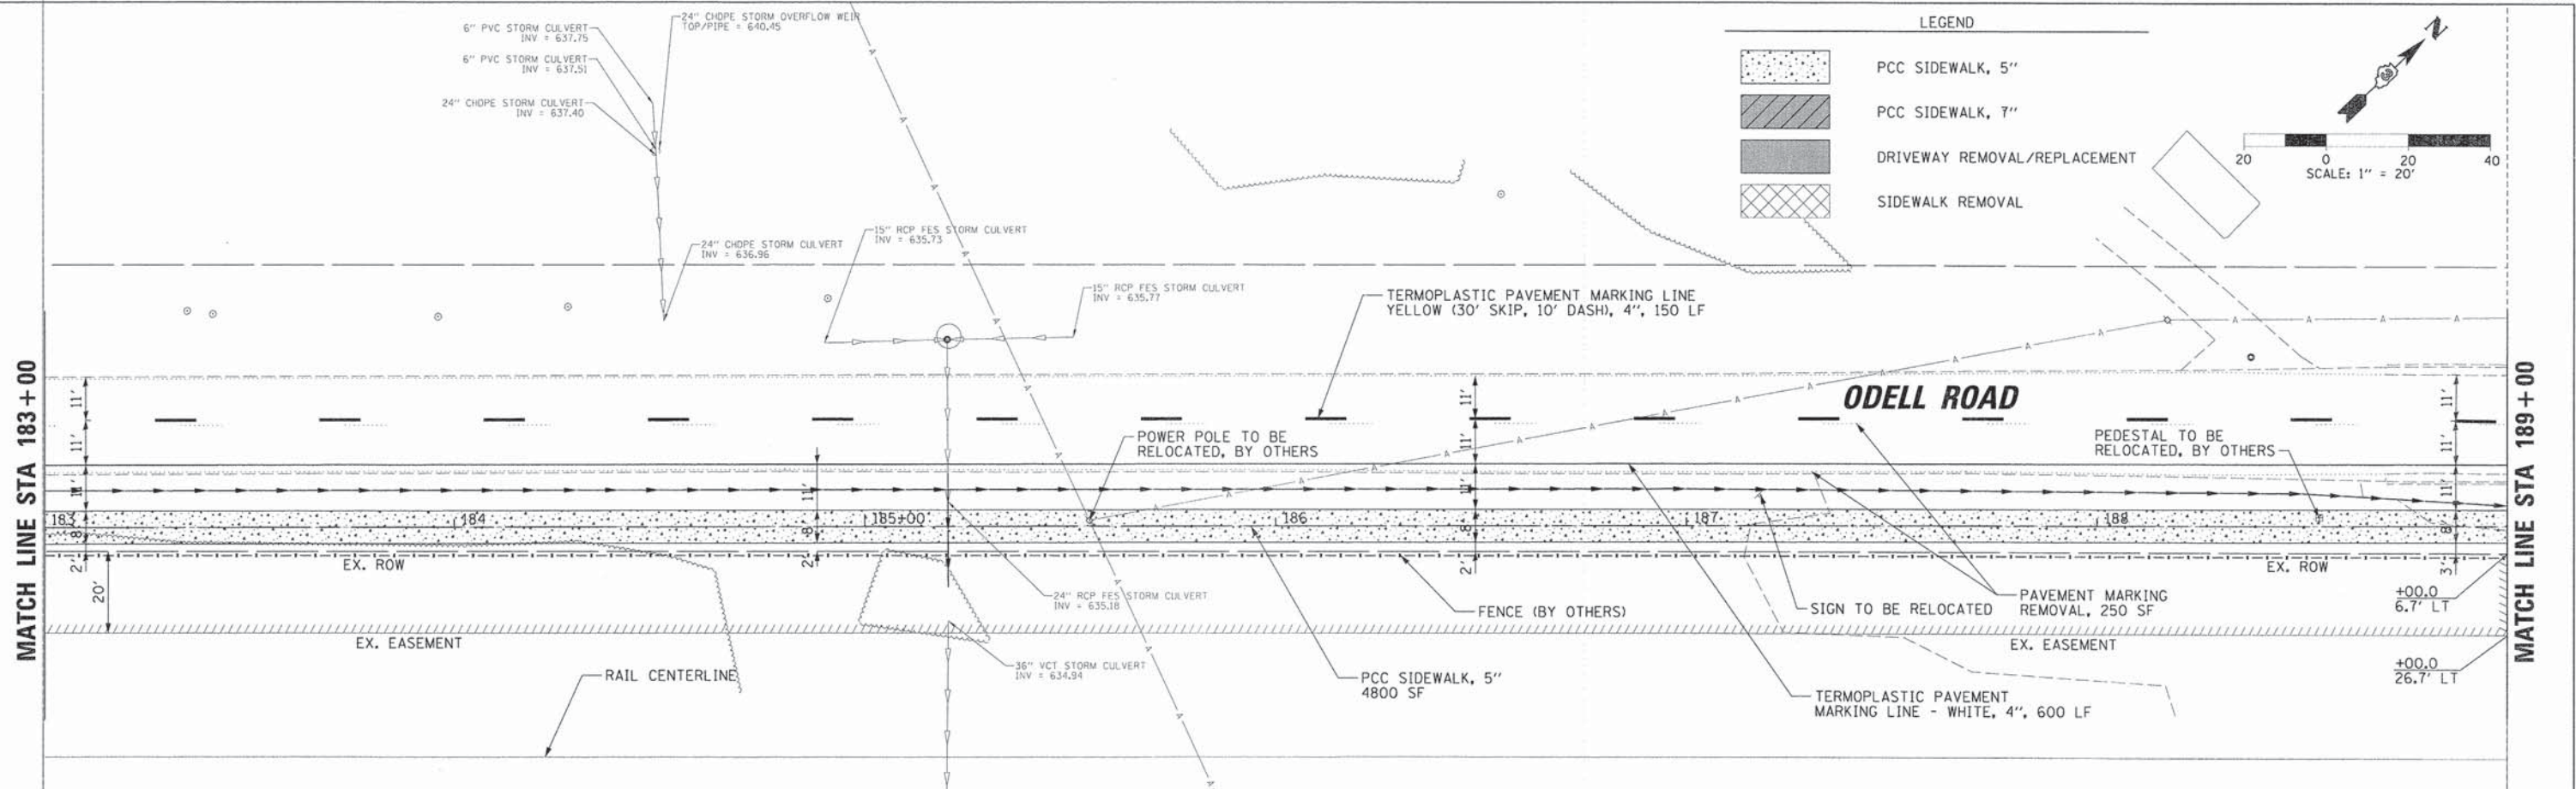 6" PVC STORM CULVERT
INV = 637.75
24" CHDPE STORM OVERFLOW WEIR
TOP/PIPE = 640.45
6" PVC STORM CULVERT
INV = 637.51
24" CHDPE STORM CULVERT
INV = 637.40
LEGEND
PCC SIDEWALK, 5"
PCC SIDEWALK, 7"
DRIVEWAY REMOVAL/REPLACEMENT
SIDEWALK REMOVAL
N
20 0 20 40
SCALE: 1" = 20'
15" RCP FES STORM CULVERT
INV = 635.73
24" CHDPE STORM CULVERT
INV = 636.96
15" RCP FES STORM CULVERT
INV = 635.77
TERMOPLASTIC PAVEMENT MARKING LINE
YELLOW (30' SKIP, 10' DASH), 4", 150 LF
MATCH LINE STA 183+00
11'
11'
11'
8'
2'
20'
11'
8'
2'
11'
11'
11'
8'
2'
11'
11'
11'
8'
3'
ODELL ROAD
POWER POLE TO BE
RELOCATED, BY OTHERS
PEDESTAL TO BE
RELOCATED, BY OTHERS
183
184
185+00
186
187
188
EX. ROW
EX. ROW
24" RCP FES STORM CULVERT
INV = 635.18
FENCE (BY OTHERS)
SIGN TO BE RELOCATED
PAVEMENT MARKING
REMOVAL, 250 SF
+00.0
6.7' LT
EX. EASEMENT
EX. EASEMENT
36" VCT STORM CULVERT
INV = 634.94
RAIL CENTERLINE
PCC SIDEWALK, 5"
4800 SF
TERMOPLASTIC PAVEMENT
MARKING LINE - WHITE, 4", 600 LF
+00.0
26.7' LT
MATCH LINE STA 189+00